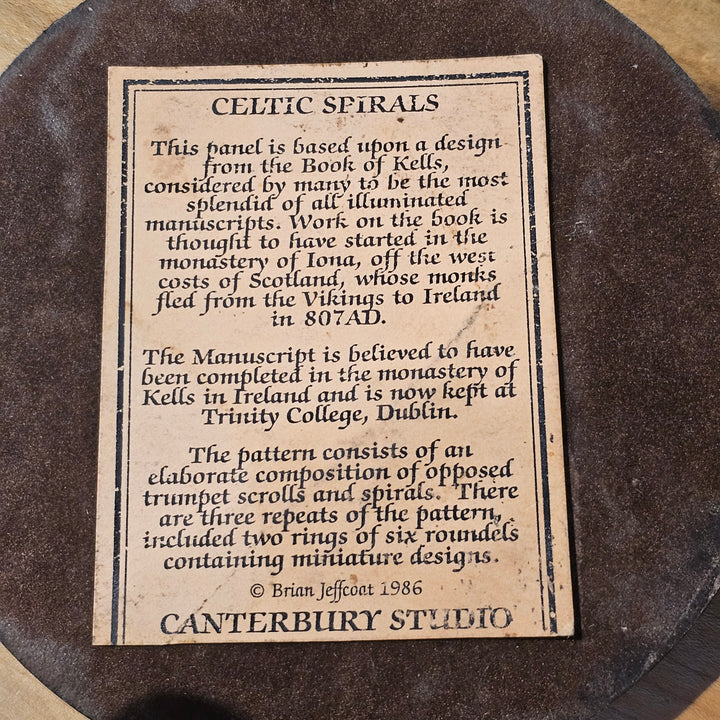 CELTIC SPIRALS
This panel is based upon a design
from the Book of Kells,
considered by many to be the most
splendid of all illuminated
manuscripts. Work on the book is
thought to have started in the
monastery of Iona, off the west
costs of Scotland, whose monks
fled from the Vikings to Ireland
in 807AD.
The Manuscript is believed to have
been completed in the monastery of
Kells in Ireland and is now kept at
Trinity College, Dublin.
The pattern consists of an
elaborate composition of opposed
trumpet scrolls and spirals. There
are three repeats of the pattern,
included two rings of six roundels
containing miniature designs.
© Brian Jeffcoat 1986
CANTERBURY STUDIO